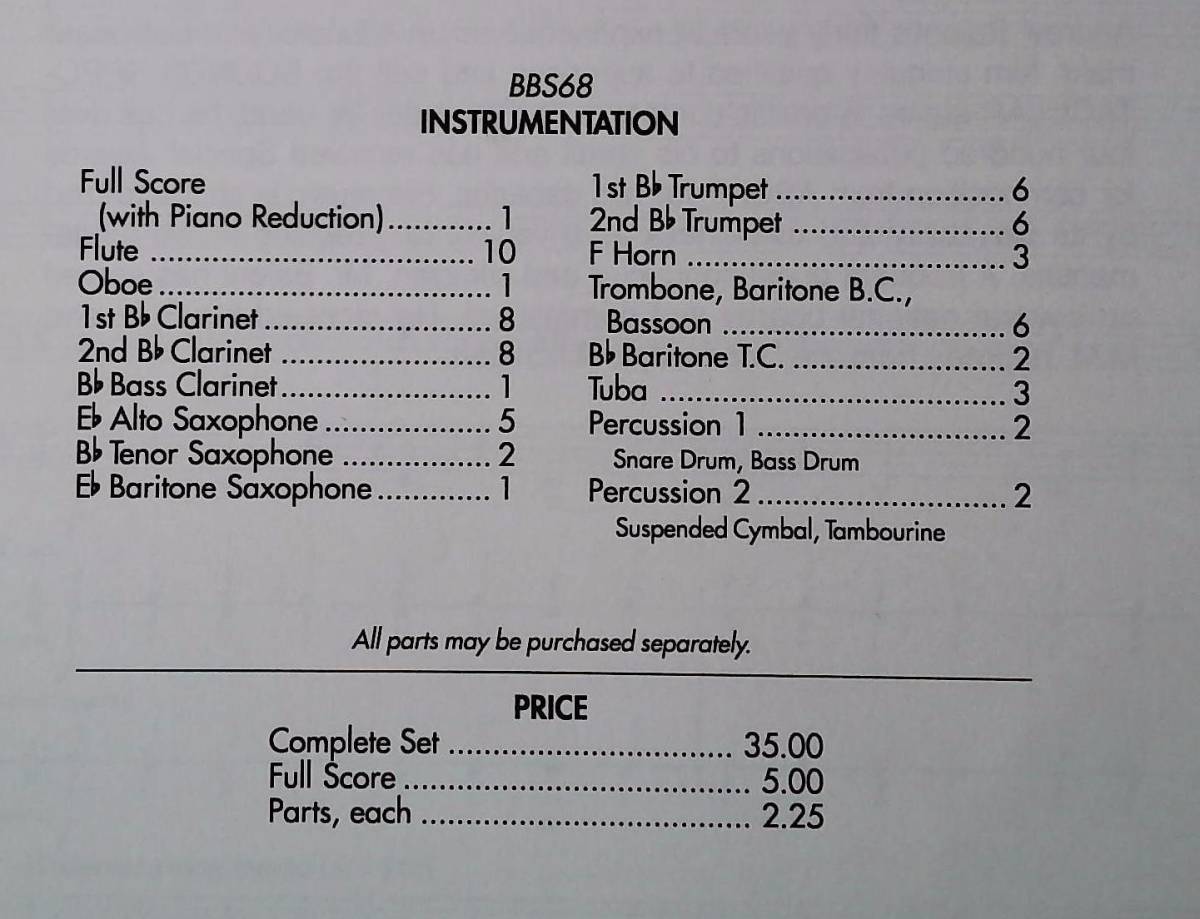 BBS68
INSTRUMENTATION
Full Score
(with Piano Reduction)............ 1
Flute .................................... 10
Oboe..................................... 1
1st B♭ Clarinet......................... 8
2nd B♭ Clarinet ....................... 8
B♭ Bass Clarinet....................... 1
E♭ Alto Saxophone ................... 5
B♭ Tenor Saxophone ................. 2
E♭ Baritone Saxophone............. 1
1st B♭ Trumpet .......................... 6
2nd B♭ Trumpet ........................ 6
F Horn .................................... 3
Trombone, Baritone B.C.,
Bassoon ................................ 6
B♭ Baritone T.C. ........................ 2
Tuba ....................................... 3
Percussion 1 ............................ 2
Snare Drum, Bass Drum
Percussion 2 ............................ 2
Suspended Cymbal, Tambourine
All parts may be purchased separately.
PRICE
Complete Set ................................ 35.00
Full Score ....................................... 5.00
Parts, each ..................................... 2.25